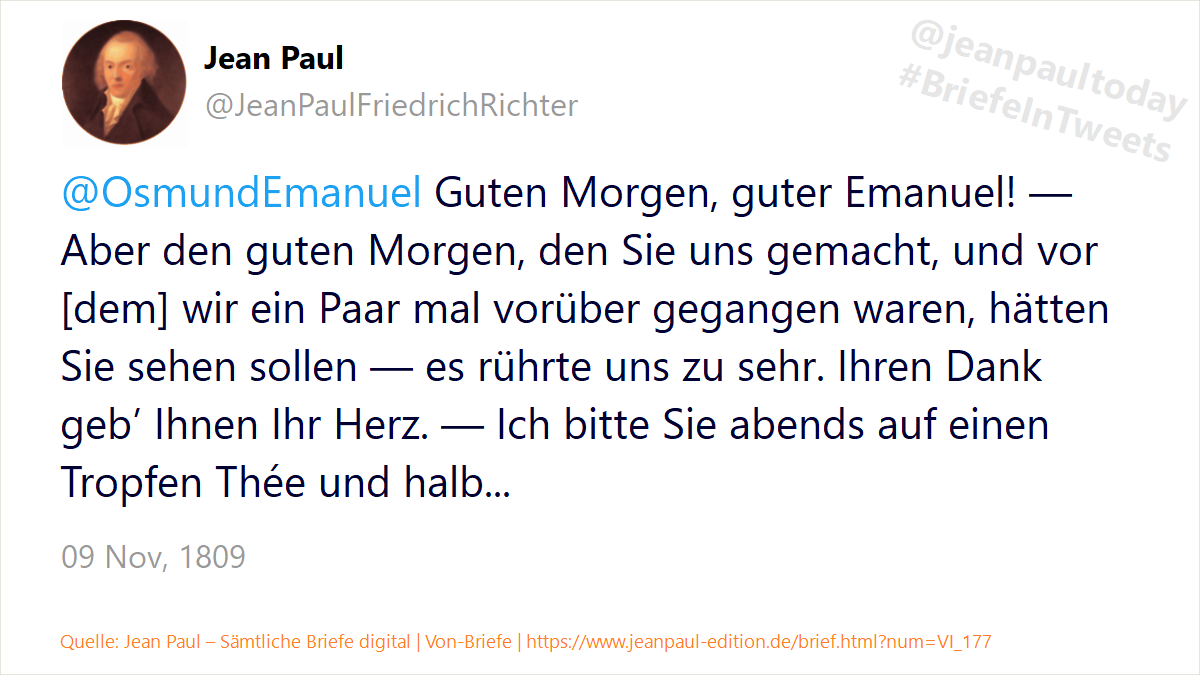 Jean Paul
@JeanPaulFriedrichRichter
@jeanpaultoday
#BriefeInTweets
@OsmundEmanuel Guten Morgen, guter Emanuel! —
Aber den guten Morgen, den Sie uns gemacht, und vor
[dem] wir ein Paar mal vorüber gegangen waren, hätten
Sie sehen sollen — es rührte uns zu sehr. Ihren Dank
geb’ Ihnen Ihr Herz. — Ich bitte Sie abends auf einen
Tropfen Thée und halb...
09 Nov, 1809
Quelle: Jean Paul – Sämtliche Briefe digital | Von-Briefe | https://www.jeanpaul-edition.de/brief.html?num=VI_177